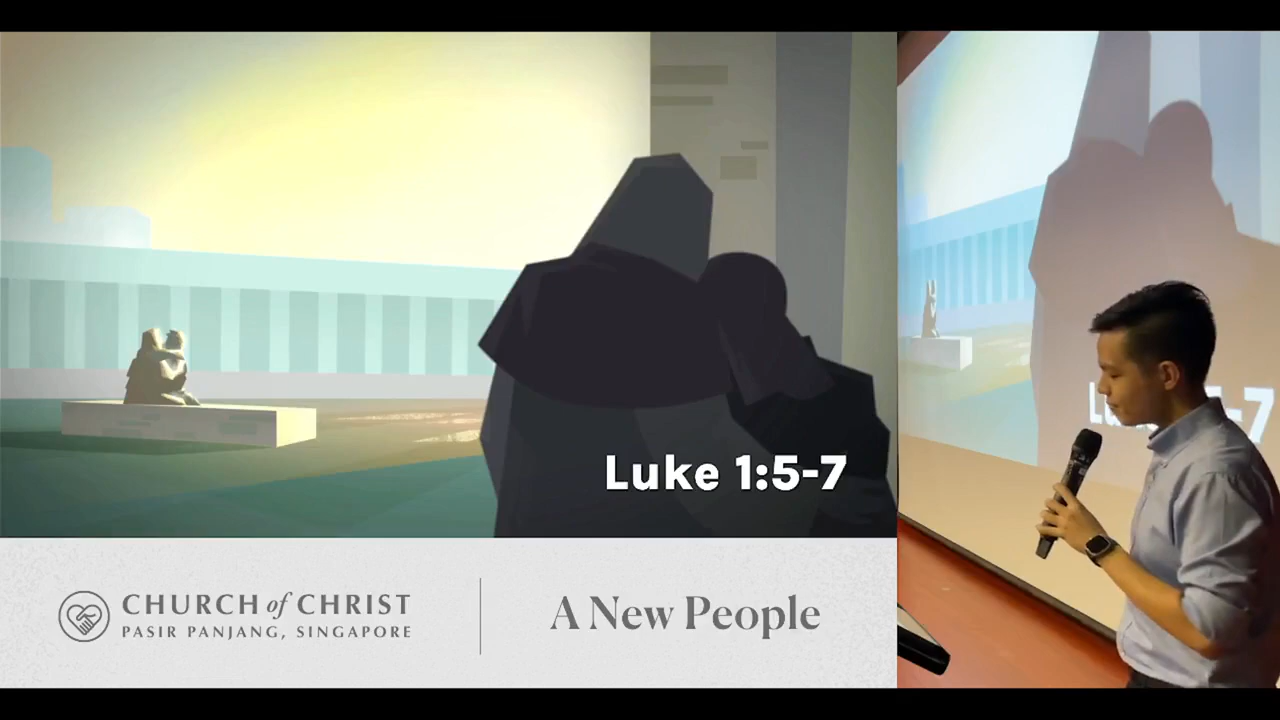 Luke 1:5-7
CHURCH of CHRIST
PASIR PANJANG, SINGAPORE
A New People